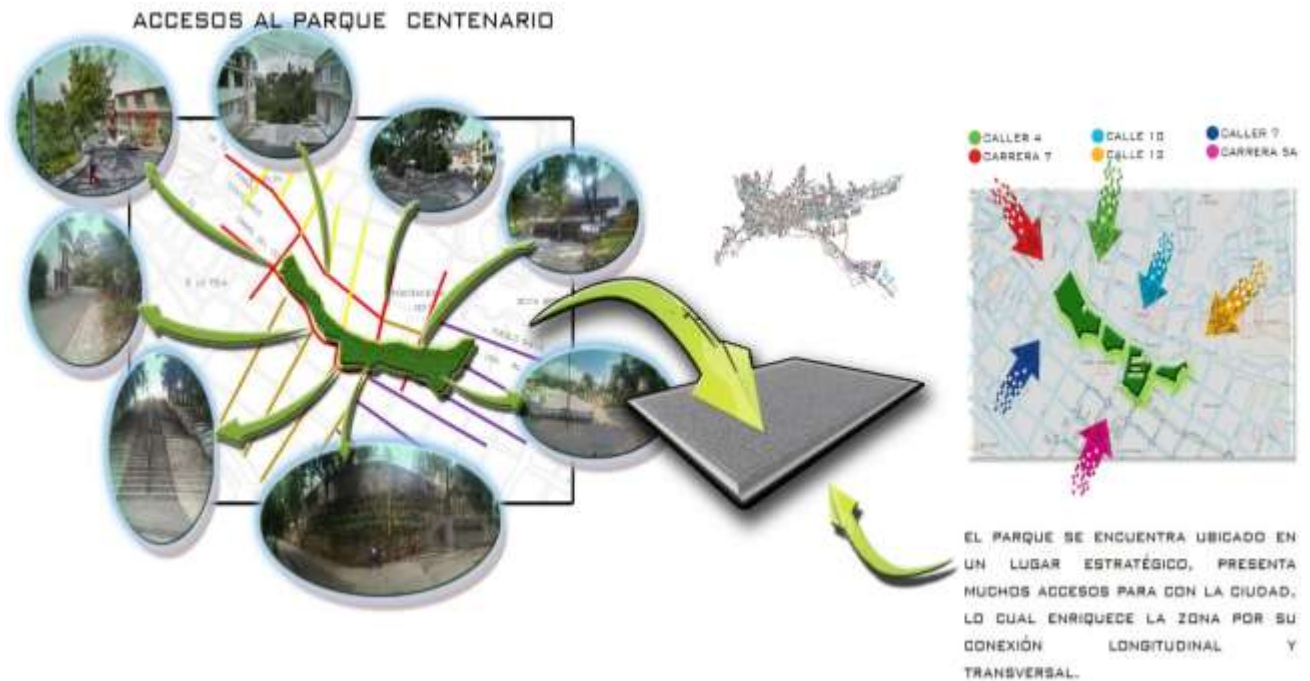 ACCESOS AL PARQUE CENTENARIO
CALLER 4
CALLE 10
CALLER 7
CARRERA 7
CALLE 12
CARRERA 5A
EL PARQUE SE ENCUENTRA UBICADO EN
UN LUGAR ESTRATÉGICO, PRESENTA
MUCHOS ACCESOS PARA CON LA CIUDAD,
LO CUAL ENRIQUECE LA ZONA POR SU
CONEXIÓN LONGITUDINAL Y
TRANSVERSAL.